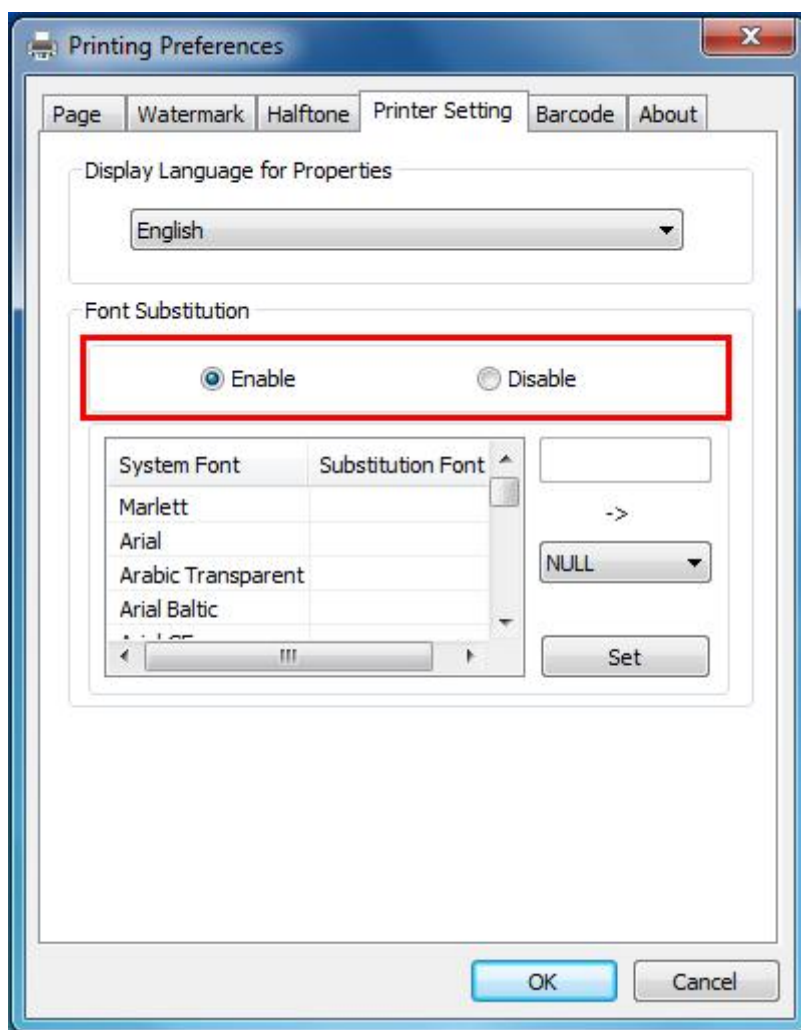 Printing Preferences
Page Watermark Halftone Printer Setting Barcode About
Display Language for Properties
English
Font Substitution
Enable Disable
System Font Substitution Font
Marlett
->
Arial
Arabic Transparent
NULL
Arial Baltic
Set
OK Cancel